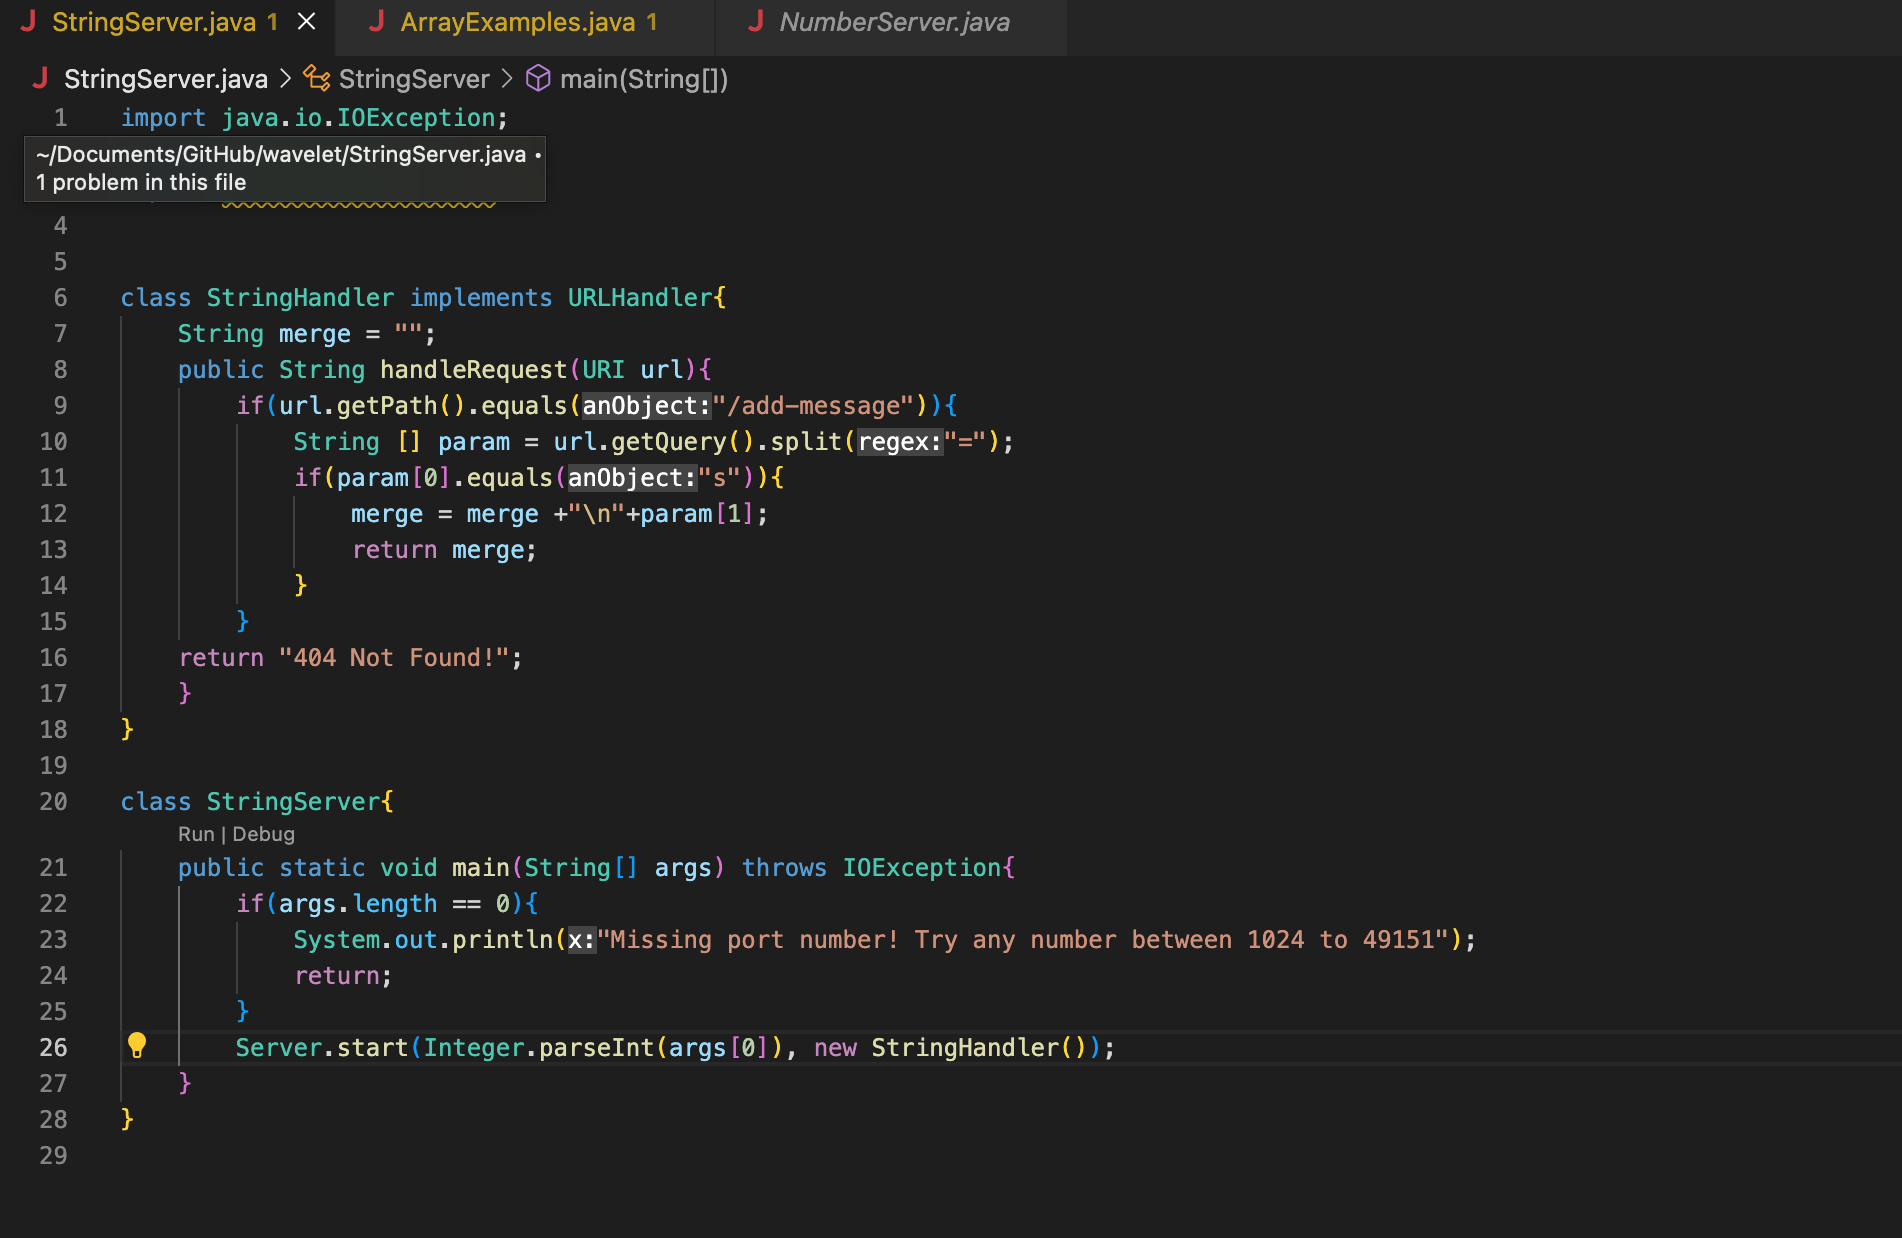 StringServer.java 1
ArrayExamples.java 1
NumberServer.java
StringServer.java > StringServer > main(String[])
1 import java.io.IOException;
~/Documents/GitHub/wavelet/StringServer.java •
1 problem in this file
4
5
6 class StringHandler implements URLHandler{
7 String merge = "";
8 public String handleRequest(URI url){
9 if(url.getPath().equals(anObject:"/add-message")){
10 String [] param = url.getQuery().split(regex:"=");
11 if(param[0].equals(anObject:"s")){
12 merge = merge +"\n"+param[1];
13 return merge;
14 }
15 }
16 return "404 Not Found!";
17 }
18 }
19
20 class StringServer{
Run | Debug
21 public static void main(String[] args) throws IOException{
22 if(args.length == 0){
23 System.out.println(x:"Missing port number! Try any number between 1024 to 49151");
24 return;
25 }
26 Server.start(Integer.parseInt(args[0]), new StringHandler());
27 }
28 }
29